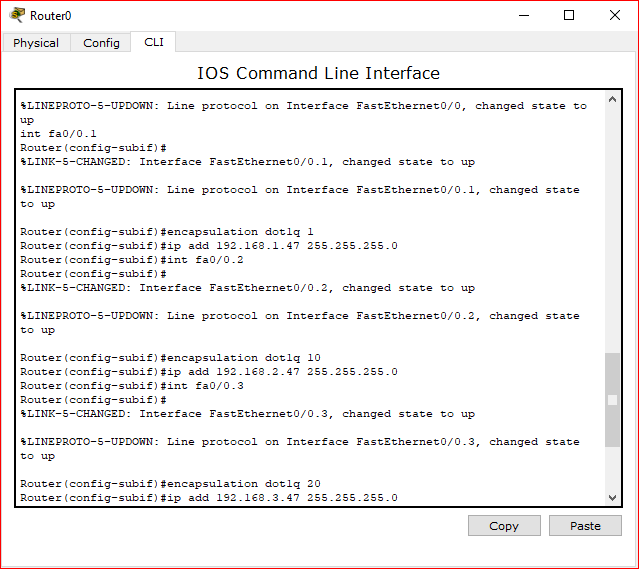 Router0
Physical
Config
CLI
IOS Command Line Interface
%LINEPROTO-5-UPDOWN: Line protocol on Interface FastEthernet0/0, changed state to
up
int fa0/0.1
Router(config-subif)#
%LINK-5-CHANGED: Interface FastEthernet0/0.1, changed state to up
%LINEPROTO-5-UPDOWN: Line protocol on Interface FastEthernet0/0.1, changed state
to up
Router(config-subif)#encapsulation dot1q 1
Router(config-subif)#ip add 192.168.1.47 255.255.255.0
Router(config-subif)#int fa0/0.2
Router(config-subif)#
%LINK-5-CHANGED: Interface FastEthernet0/0.2, changed state to up
%LINEPROTO-5-UPDOWN: Line protocol on Interface FastEthernet0/0.2, changed state
to up
Router(config-subif)#encapsulation dot1q 10
Router(config-subif)#ip add 192.168.2.47 255.255.255.0
Router(config-subif)#int fa0/0.3
Router(config-subif)#
%LINK-5-CHANGED: Interface FastEthernet0/0.3, changed state to up
%LINEPROTO-5-UPDOWN: Line protocol on Interface FastEthernet0/0.3, changed state
to up
Router(config-subif)#encapsulation dot1q 20
Router(config-subif)#ip add 192.168.3.47 255.255.255.0
Copy
Paste